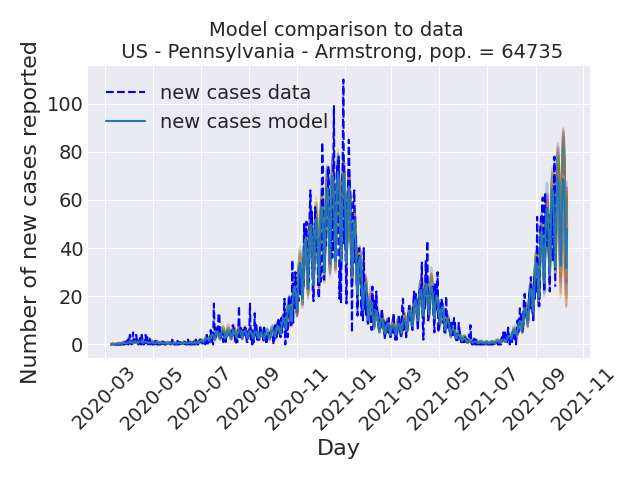 Model comparison to data
US - Pennsylvania - Armstrong, pop. = 64735
Number of new cases reported
100
80
60
40
20
0
new cases data
new cases model
2020-03
2020-05
2020-07
2020-09
2020-11
2021-01
2021-03
2021-05
2021-07
2021-09
2021-11
Day